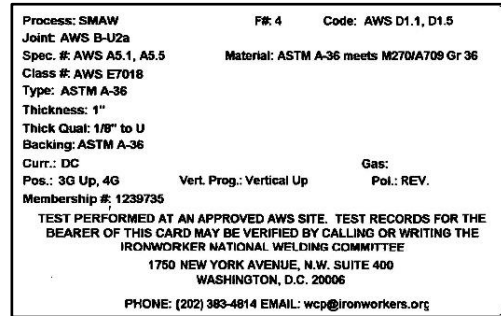 Process: SMAW F#: 4 Code: AWS D1.1, D1.5
Joint: AWS B-U2a
Spec. #: AWS A5.1, A5.5 Material: ASTM A-36 meets M270/A709 Gr 36
Class #: AWS E7018
Type: ASTM A-36
Thickness: 1"
Thick Qual: 1/8" to U
Backing: ASTM A-36
Curr.: DC Gas:
Pos.: 3G Up, 4G Vert. Prog.: Vertical Up Pol.: REV.
Membership #: 1239735
TEST PERFORMED AT AN APPROVED AWS SITE. TEST RECORDS FOR THE
BEARER OF THIS CARD MAY BE VERIFIED BY CALLING OR WRITING THE
IRONWORKER NATIONAL WELDING COMMITTEE
1750 NEW YORK AVENUE, N.W. SUITE 400
WASHINGTON, D.C. 20006
PHONE: (202) 383-4814 EMAIL: wcp@ironworkers.org